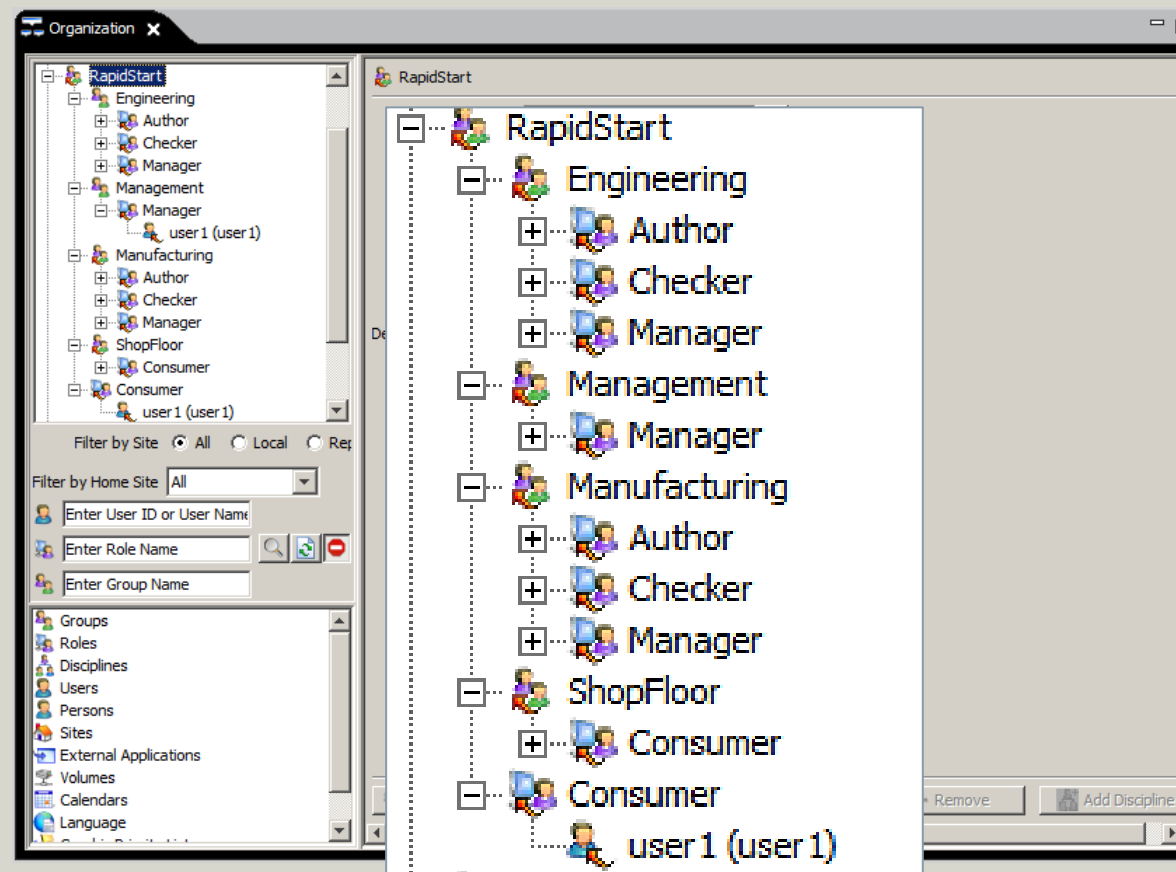 Organization
RapidStart
Engineering
Author
Checker
Manager
Management
Manager
user1 (user1)
Manufacturing
Author
Checker
Manager
ShopFloor
Consumer
Consumer
user1 (user1)
Filter by Site All Local
Filter by Home Site All
Enter User ID or User Name
Enter Role Name
Enter Group Name
Groups
Roles
Disciplines
Users
Persons
Sites
External Applications
Volumes
Calendars
Language
RapidStart
RapidStart
Engineering
Author
Checker
Manager
Management
Manager
Manufacturing
Author
Checker
Manager
ShopFloor
Consumer
Consumer
user1 (user1)
Remove
Add Discipline